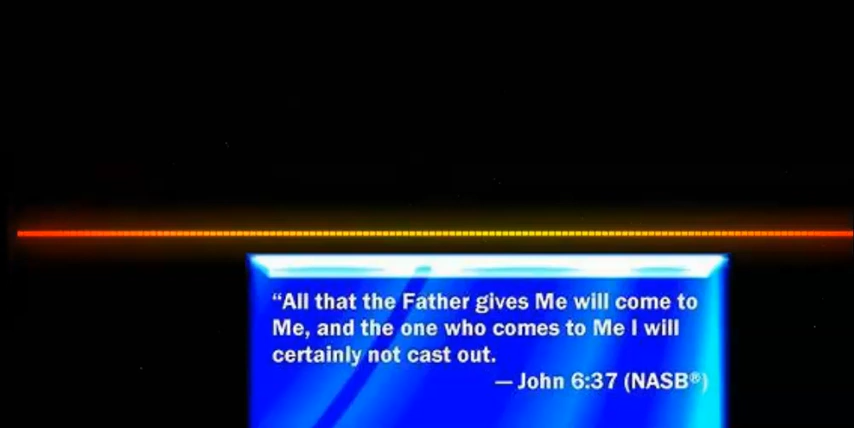 “All that the Father gives Me will come to
Me, and the one who comes to Me I will
certainly not cast out.
— John 6:37 (NASB®)